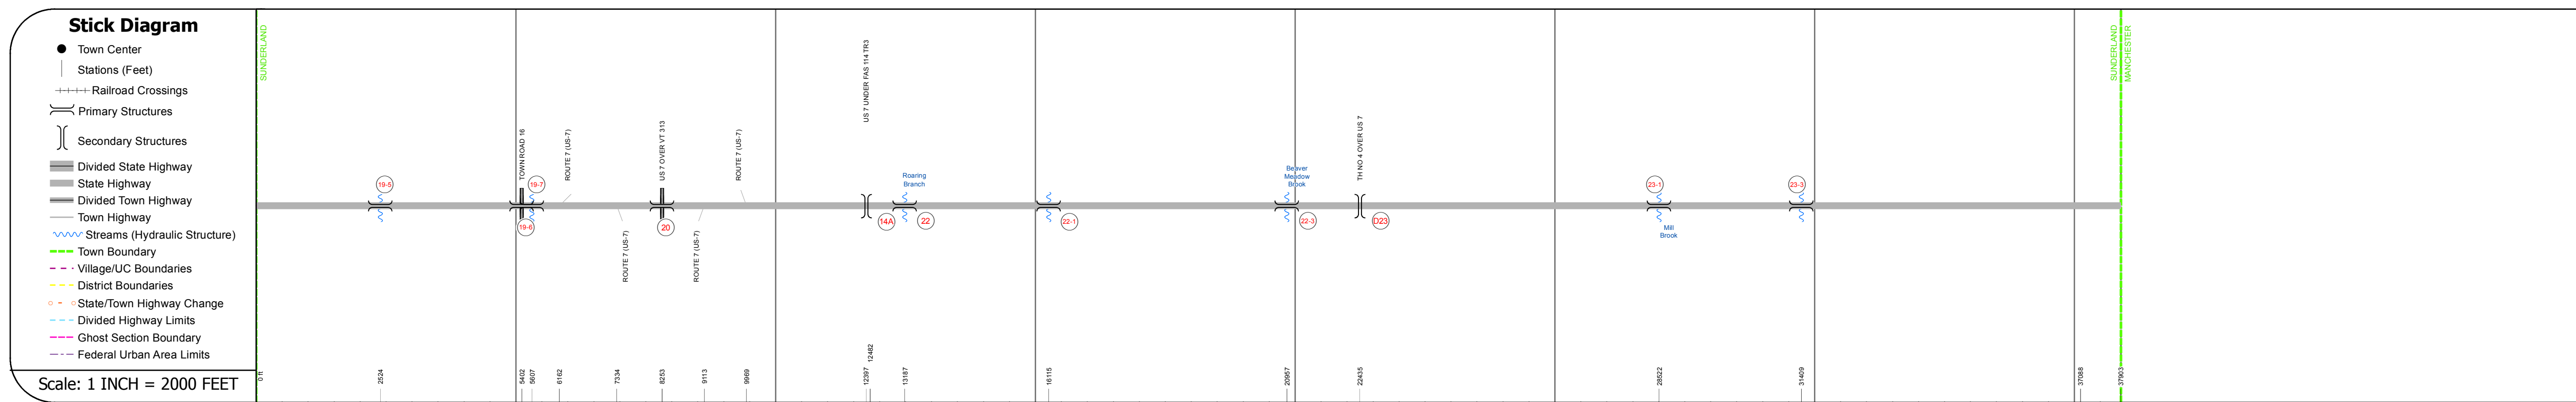 Stick Diagram
Town Center
Stations (Feet)
Railroad Crossings
Primary Structures
Secondary Structures
Divided State Highway
State Highway
Divided Town Highway
Town Highway
Streams (Hydraulic Structure)
Town Boundary
Village/UC Boundaries
District Boundaries
State/Town Highway Change
Divided Highway Limits
Ghost Section Boundary
Federal Urban Area Limits
Scale: 1 INCH = 2000 FEET
SUNDERLAND
19-5
TOWN ROAD 16
19-7
19-6
ROUTE 7 (US-7)
ROUTE 7 (US-7)
US 7 OVER VT 313
20
ROUTE 7 (US-7)
ROUTE 7 (US-7)
US 7 UNDER FAS 114 TR3
14A
Roaring
Branch
22
22-1
Beaver
Meadow
Brook
22-3
TH NO 4 OVER US 7
D23
23-1
Mill
Brook
23-3
SUNDERLAND
MANCHESTER
0 ft
2524
5402
5607
6162
7334
8253
9113
9969
12397
12482
13187
16115
20957
22435
28522
31409
37088
37903